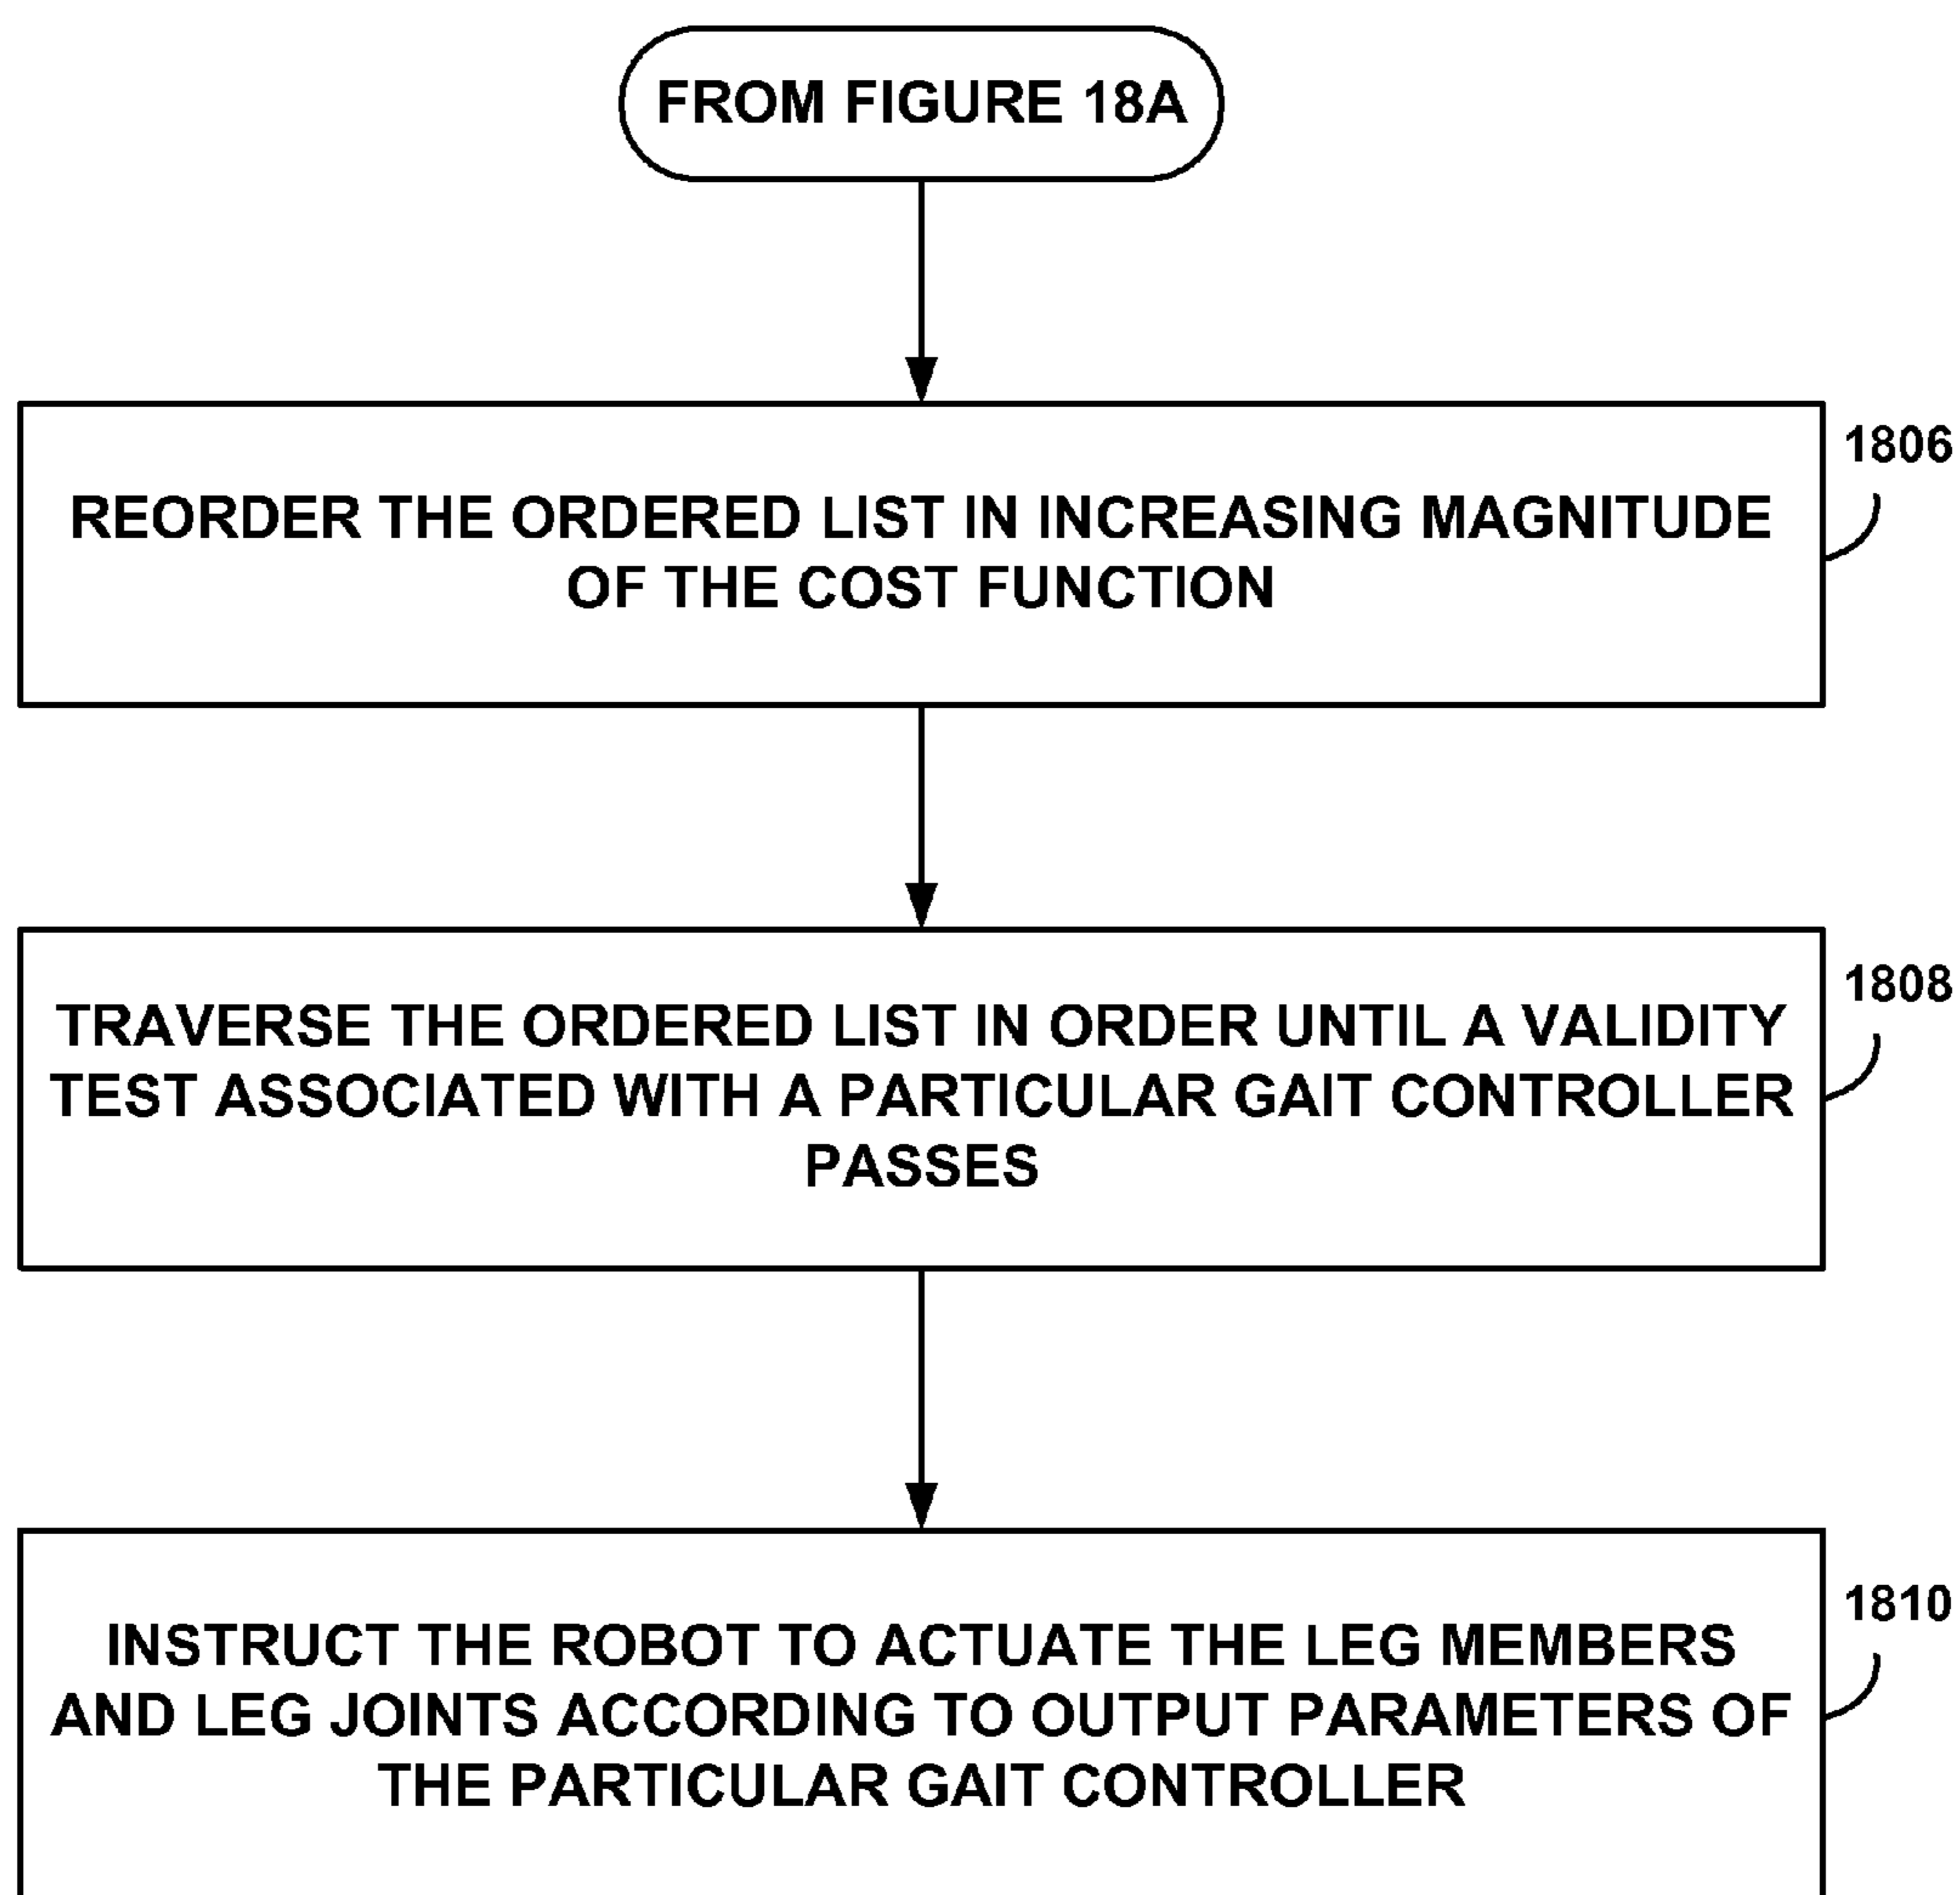 FROM FIGURE 18A
1806
REORDER THE ORDERED LIST IN INCREASING MAGNITUDE
OF THE COST FUNCTION
1808
TRAVERSE THE ORDERED LIST IN ORDER UNTIL A VALIDITY
TEST ASSOCIATED WITH A PARTICULAR GAIT CONTROLLER
PASSES
1810
INSTRUCT THE ROBOT TO ACTUATE THE LEG MEMBERS
AND LEG JOINTS ACCORDING TO OUTPUT PARAMETERS OF
THE PARTICULAR GAIT CONTROLLER